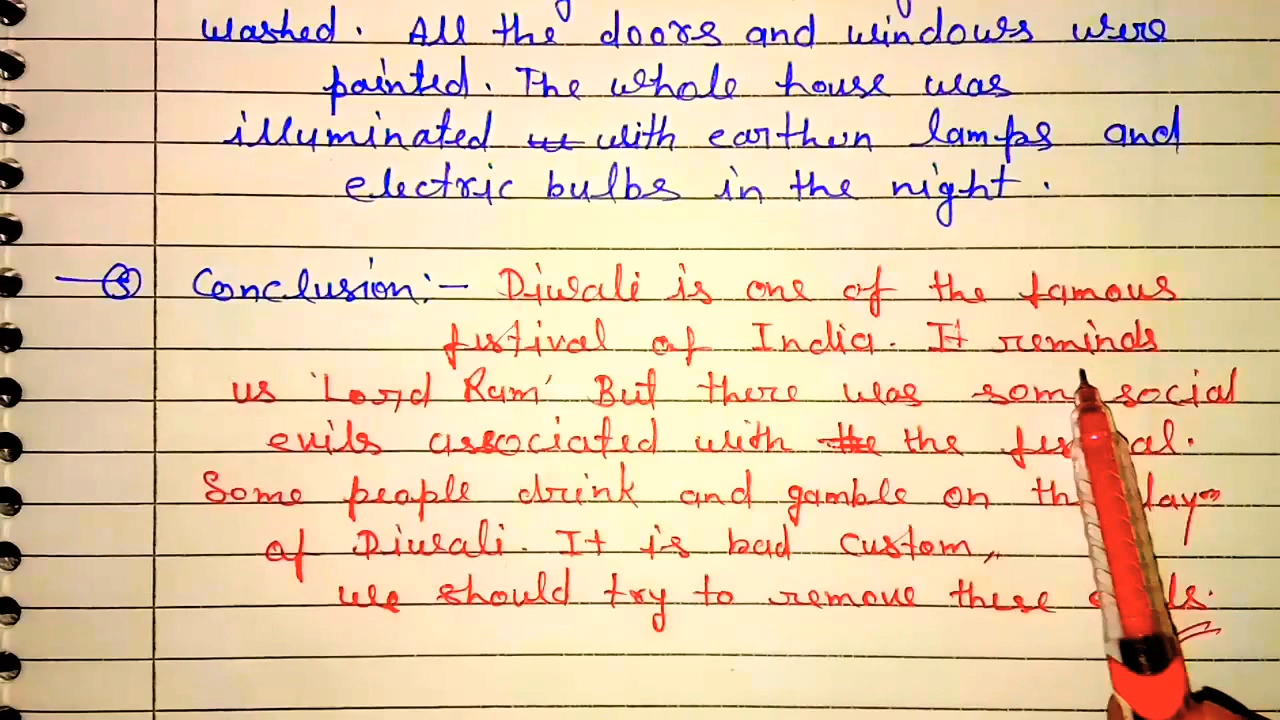 washed. All the doors and windows were
painted. The whole house was
illuminated with earthen lamps and
electric bulbs in the night.
5 Conclusion:- Diwali is one of the famous
festival of India. It reminds
us 'Lord Ram' But there was some social
evils associated with the the
Some people drink and gamble on the day
of Diwali. It is bad custom,,
we should try to remove these